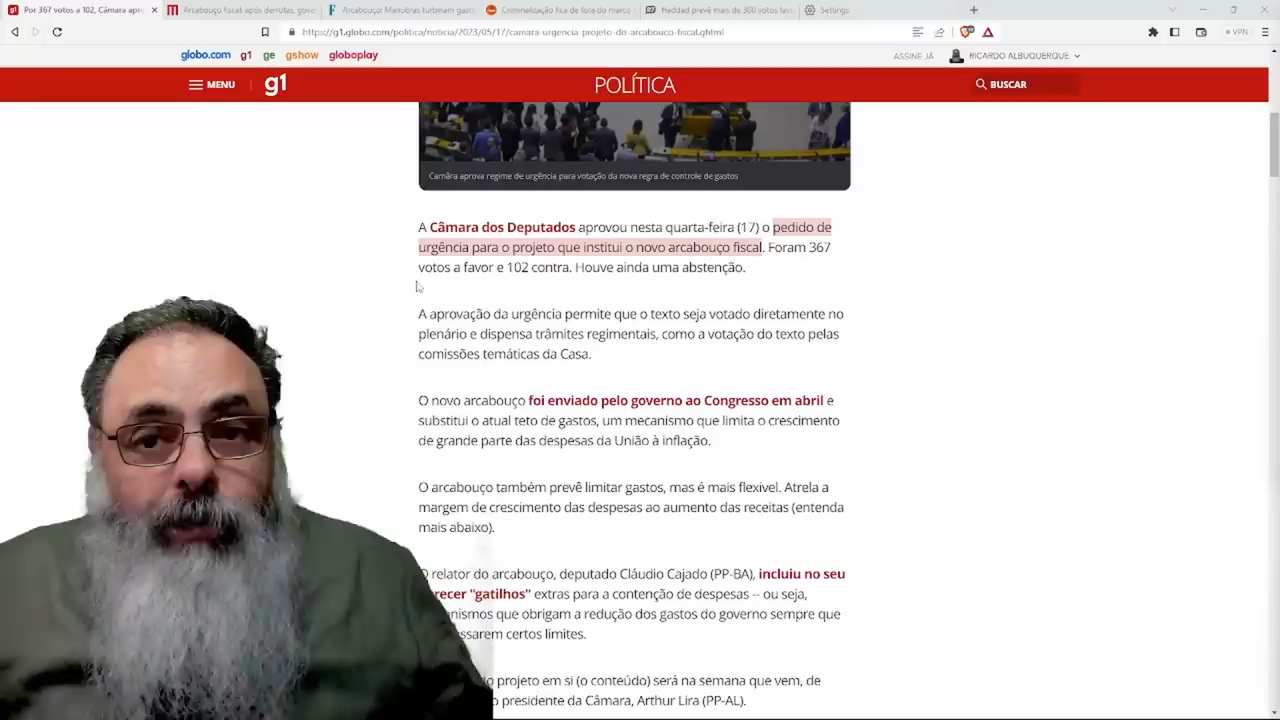 Por 367 votos a 102, Câmara apre
Arcabouço fiscal: após derrotas, gove
Arcabouço: Manobras turbinam gasto
Criminalização fica de fora do marco
Haddad prevê mais de 300 votos favo
Settings
https://g1.globo.com/politica/noticia/2023/05/17/camara-urgencia-projeto-do-arcabouco-fiscal.ghtml
VPN
globo.com g1 ge gshow globoplay
ASSINE JÁ
RICARDO ALBUQUERQUE
MENU
g1
POLÍTICA
BUSCAR
Camâra aprova regime de urgência para votação da nova regra de controle de gastos
A Câmara dos Deputados aprovou nesta quarta-feira (17) o pedido de
urgência para o projeto que institui o novo arcabouço fiscal. Foram 367
votos a favor e 102 contra. Houve ainda uma abstenção.
A aprovação da urgência permite que o texto seja votado diretamente no
plenário e dispensa trâmites regimentais, como a votação do texto pelas
comissões temáticas da Casa.
O novo arcabouço foi enviado pelo governo ao Congresso em abril e
substitui o atual teto de gastos, um mecanismo que limita o crescimento
de grande parte das despesas da União à inflação.
O arcabouço também prevê limitar gastos, mas é mais flexível. Atrela a
margem de crescimento das despesas ao aumento das receitas (entenda
mais abaixo).
O relator do arcabouço, deputado Cláudio Cajado (PP-BA), incluiu no seu
recer "gatilhos" extras para a contenção de despesas -- ou seja,
anismos que obrigam a redução dos gastos do governo sempre que
essarem certos limites.
do projeto em si (o conteúdo) será na semana que vem, de
o presidente da Câmara, Arthur Lira (PP-AL).